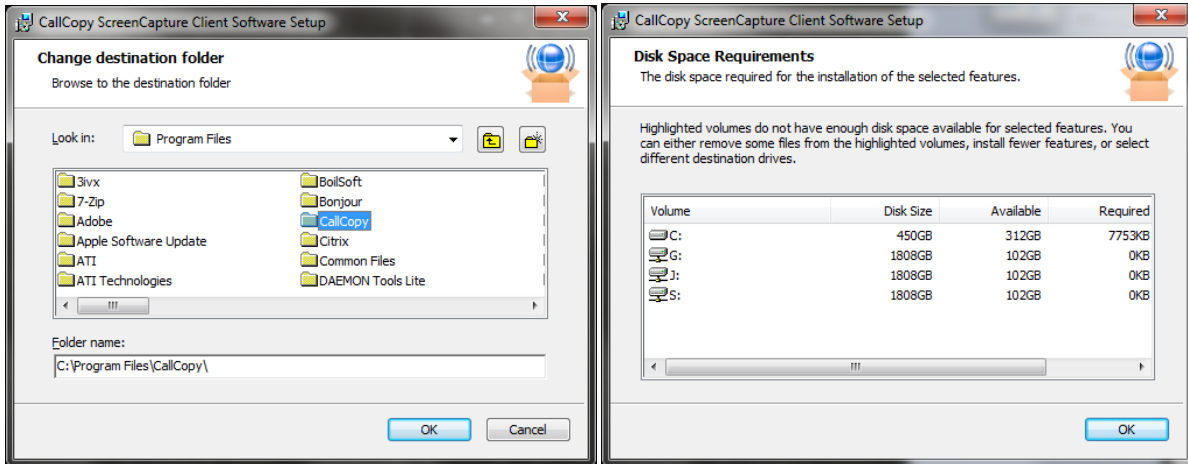 CallCopy ScreenCapture Client Software Setup
Change destination folder
Browse to the destination folder
Look in:
Program Files
3ivx
7-Zip
Adobe
Apple Software Update
ATI
ATI Technologies
BoilSoft
Bonjour
CallCopy
Citrix
Common Files
DAEMON Tools Lite
Folder name:
C:\Program Files\CallCopy\
OK Cancel
CallCopy ScreenCapture Client Software Setup
Disk Space Requirements
The disk space required for the installation of the selected features.
Highlighted volumes do not have enough disk space available for selected features. You
can either remove some files from the highlighted volumes, install fewer features, or select
different destination drives.
Volume Disk Size Available Required
C: 450GB 312GB 7753KB
G: 1808GB 102GB 0KB
J: 1808GB 102GB 0KB
S: 1808GB 102GB 0KB
OK